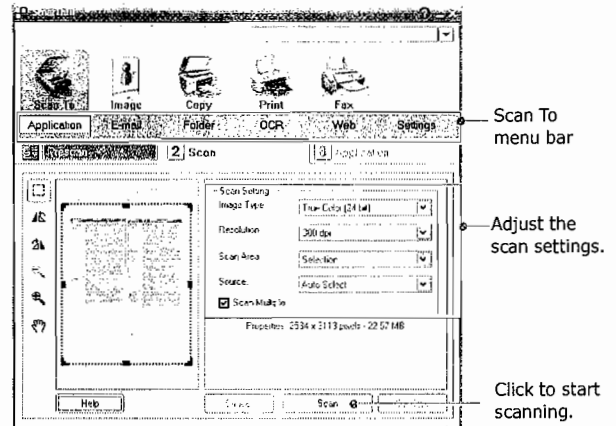 Scan To
Image
Copy
Print
Fax
Application
E-mail
Folder
OCR
Web
Settings
Scan To
menu bar
2 Scan
3 Application
Scan Setting
Image Type
True Color (24 bit)
Resolution
300 dpi
Scan Area
Selection
Source:
Auto Select
Scan Multiple
Properties: 2534 x 3113 pixels - 22.57 MB
Adjust the
scan settings.
Help
Scan
Click to start
scanning.